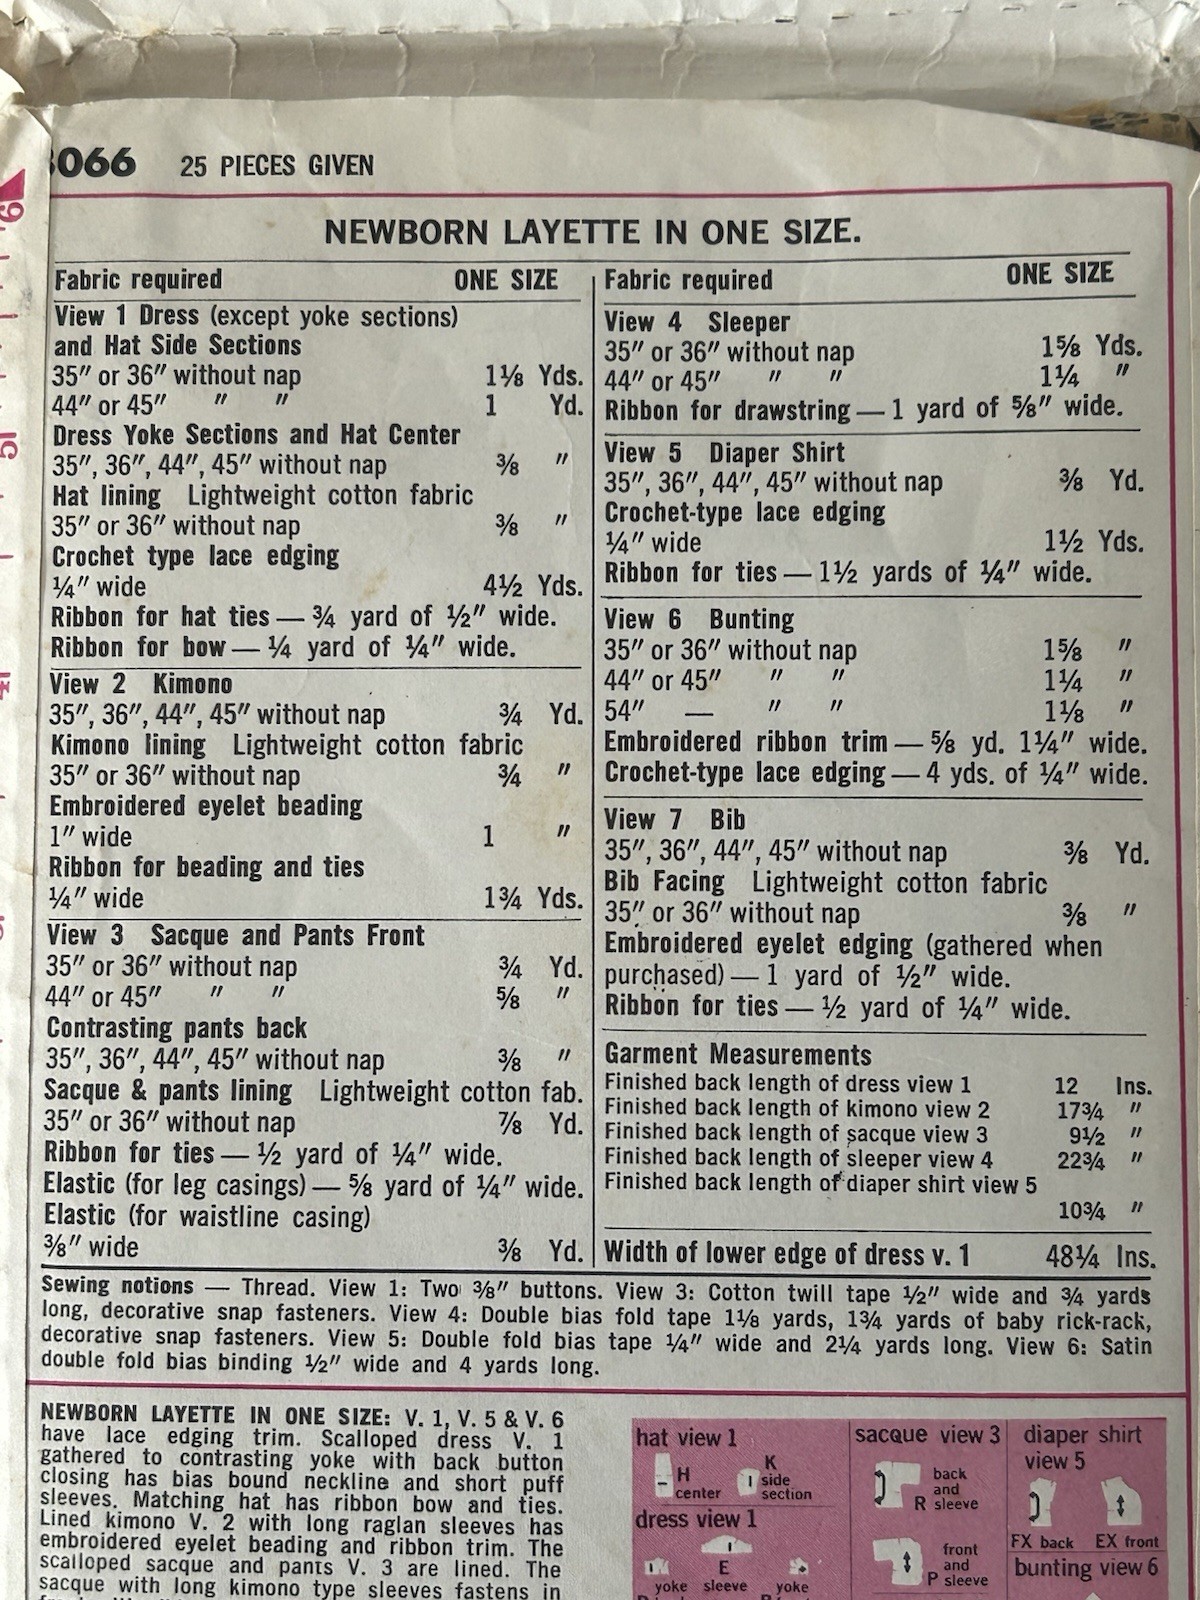 066 25 PIECES GIVEN
NEWBORN LAYETTE IN ONE SIZE.
Fabric required ONE SIZE
View 1 Dress (except yoke sections)
and Hat Side Sections
35″ or 36″ without nap 1⅛ Yds.
44″ or 45″ ″ ″ 1 Yd.
Dress Yoke Sections and Hat Center
35″, 36″, 44″, 45″ without nap ⅜ ″
Hat lining Lightweight cotton fabric
35″ or 36″ without nap ⅜ ″
Crochet type lace edging
¼″ wide 4½ Yds.
Ribbon for hat ties — ¾ yard of ½″ wide.
Ribbon for bow — ¼ yard of ¼″ wide.
View 2 Kimono
35″, 36″, 44″, 45″ without nap ¾ Yd.
Kimono lining Lightweight cotton fabric
35″ or 36″ without nap ¾ ″
Embroidered eyelet beading
1″ wide 1 ″
Ribbon for beading and ties
¼″ wide 1¾ Yds.
View 3 Sacque and Pants Front
35″ or 36″ without nap ¾ Yd.
44″ or 45″ ″ ″ ⅝ ″
Contrasting pants back
35″, 36″, 44″, 45″ without nap ⅜ ″
Sacque & pants lining Lightweight cotton fab.
35″ or 36″ without nap ⅞ Yd.
Ribbon for ties — ½ yard of ¼″ wide.
Elastic (for leg casings) — ⅝ yard of ¼″ wide.
Elastic (for waistline casing)
⅜″ wide ⅜ Yd.
Fabric required ONE SIZE
View 4 Sleeper
35″ or 36″ without nap 1⅝ Yds.
44″ or 45″ ″ ″ 1¼ ″
Ribbon for drawstring — 1 yard of ⅝″ wide.
View 5 Diaper Shirt
35″, 36″, 44″, 45″ without nap ⅜ Yd.
Crochet-type lace edging
¼″ wide 1½ Yds.
Ribbon for ties — 1½ yards of ¼″ wide.
View 6 Bunting
35″ or 36″ without nap 1⅝ ″
44″ or 45″ ″ ″ 1¼ ″
54″ — ″ ″ 1⅛ ″
Embroidered ribbon trim — ⅝ yd. 1¼″ wide.
Crochet-type lace edging — 4 yds. of ¼″ wide.
View 7 Bib
35″, 36″, 44″, 45″ without nap ⅜ Yd.
Bib Facing Lightweight cotton fabric
35″ or 36″ without nap ⅜ ″
Embroidered eyelet edging (gathered when
purchased) — 1 yard of ½″ wide.
Ribbon for ties — ½ yard of ¼″ wide.
Garment Measurements
Finished back length of dress view 1 12 Ins.
Finished back length of kimono view 2 17¾ ″
Finished back length of sacque view 3 9½ ″
Finished back length of sleeper view 4 22¾ ″
Finished back length of diaper shirt view 5
10¾ ″
Width of lower edge of dress v. 1 48¼ Ins.
Sewing notions — Thread. View 1: Two ⅜″ buttons. View 3: Cotton twill tape ½″ wide and ¾ yards
long, decorative snap fasteners. View 4: Double bias fold tape 1⅛ yards, 1¾ yards of baby rick-rack,
decorative snap fasteners. View 5: Double fold bias tape ¼″ wide and 2¼ yards long. View 6: Satin
double fold bias binding ½″ wide and 4 yards long.
NEWBORN LAYETTE IN ONE SIZE: V. 1, V. 5 & V. 6
have lace edging trim. Scalloped dress V. 1
gathered to contrasting yoke with back button
closing has bias bound neckline and short puff
sleeves. Matching hat has ribbon bow and ties.
Lined kimono V. 2 with long raglan sleeves has
embroidered eyelet beading and ribbon trim. The
scalloped sacque and pants V. 3 are lined. The
sacque with long kimono type sleeves fastens in
hat view 1
H
center
K
side
section
dress view 1
yoke
E
sleeve
yoke
sacque view 3
back
and
R sleeve
front
and
P sleeve
diaper shirt
view 5
FX back EX front
bunting view 6
6
5
4